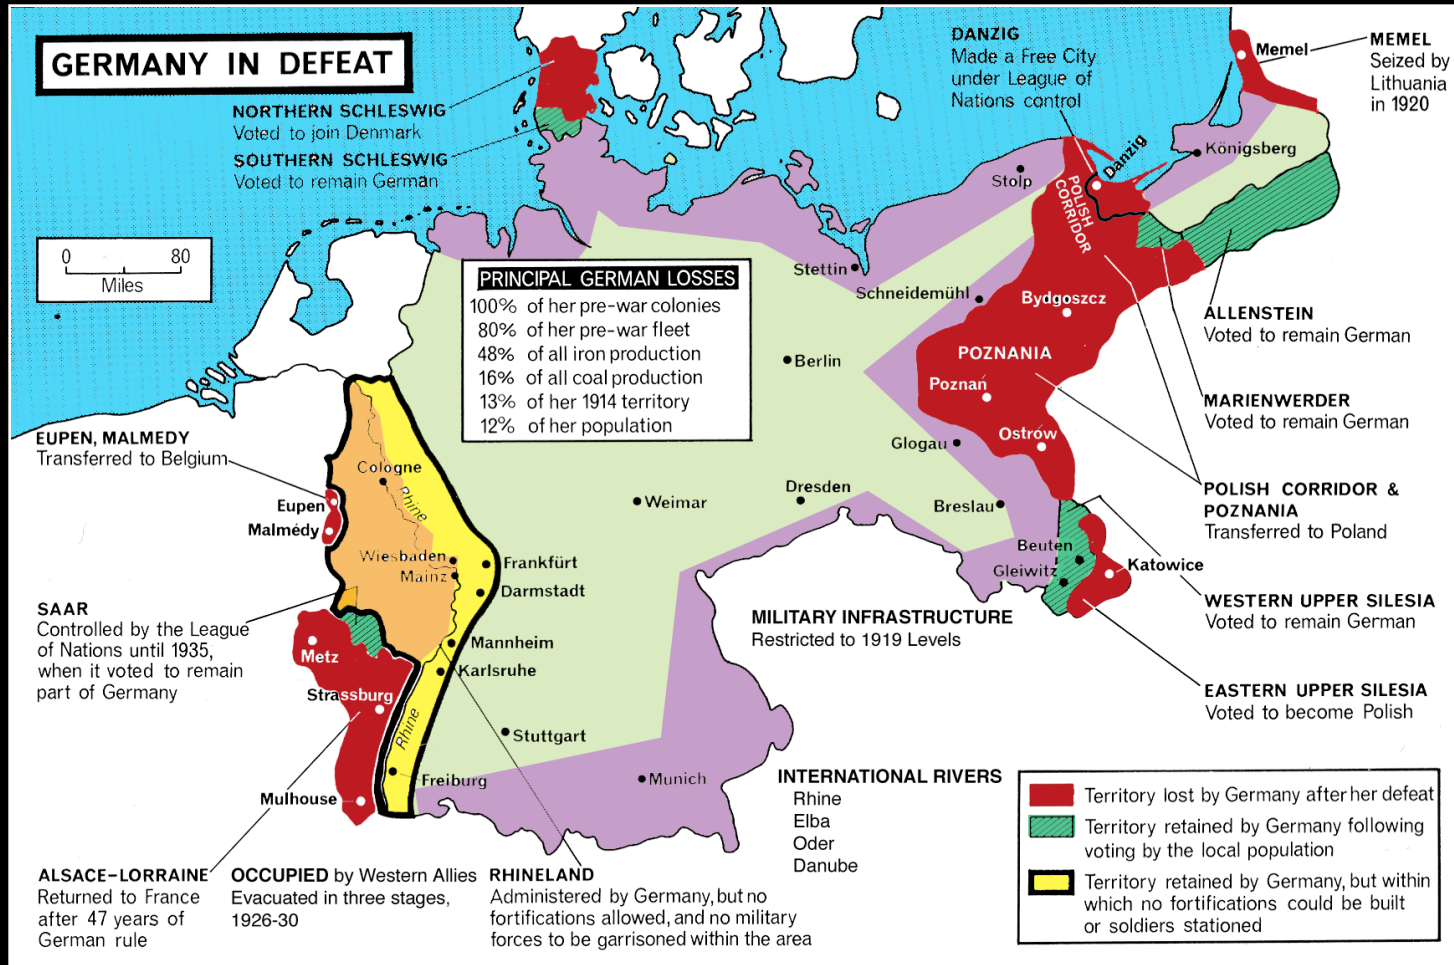 GERMANY IN DEFEAT
NORTHERN SCHLESWIG
Voted to join Denmark
SOUTHERN SCHLESWIG
Voted to remain German
DANZIG
Made a Free City
under League of
Nations control
Memel
MEMEL
Seized by
Lithuania
in 1920
Danzig
Königsberg
Stolp
POLISH
CORRIDOR
0 80
Miles
Stettin
Schneidemühl
Bydgoszcz
PRINCIPAL GERMAN LOSSES
100% of her pre-war colonies
80% of her pre-war fleet
48% of all iron production
16% of all coal production
13% of her 1914 territory
12% of her population
Berlin
POZNANIA
Poznań
Ostrów
Glogau
ALLENSTEIN
Voted to remain German
MARIENWERDER
Voted to remain German
EUPEN, MALMEDY
Transferred to Belgium
Cologne
Rhine
Eupen
Malmédy
Weimar
Dresden
Breslau
POLISH CORRIDOR &
POZNANIA
Transferred to Poland
Wiesbaden
Mainz
Frankfürt
Darmstadt
Beuten
Gleiwitz
Katowice
SAAR
Controlled by the League
of Nations until 1935,
when it voted to remain
part of Germany
MILITARY INFRASTRUCTURE
Restricted to 1919 Levels
WESTERN UPPER SILESIA
Voted to remain German
Metz
Mannheim
Karlsruhe
Strassburg
Rhine
Stuttgart
EASTERN UPPER SILESIA
Voted to become Polish
Freiburg
Munich
Mulhouse
INTERNATIONAL RIVERS
Rhine
Elba
Oder
Danube
ALSACE-LORRAINE
Returned to France
after 47 years of
German rule
OCCUPIED by Western Allies
Evacuated in three stages,
1926-30
RHINELAND
Administered by Germany, but no
fortifications allowed, and no military
forces to be garrisoned within the area
Territory lost by Germany after her defeat
Territory retained by Germany following
voting by the local population
Territory retained by Germany, but within
which no fortifications could be built
or soldiers stationed